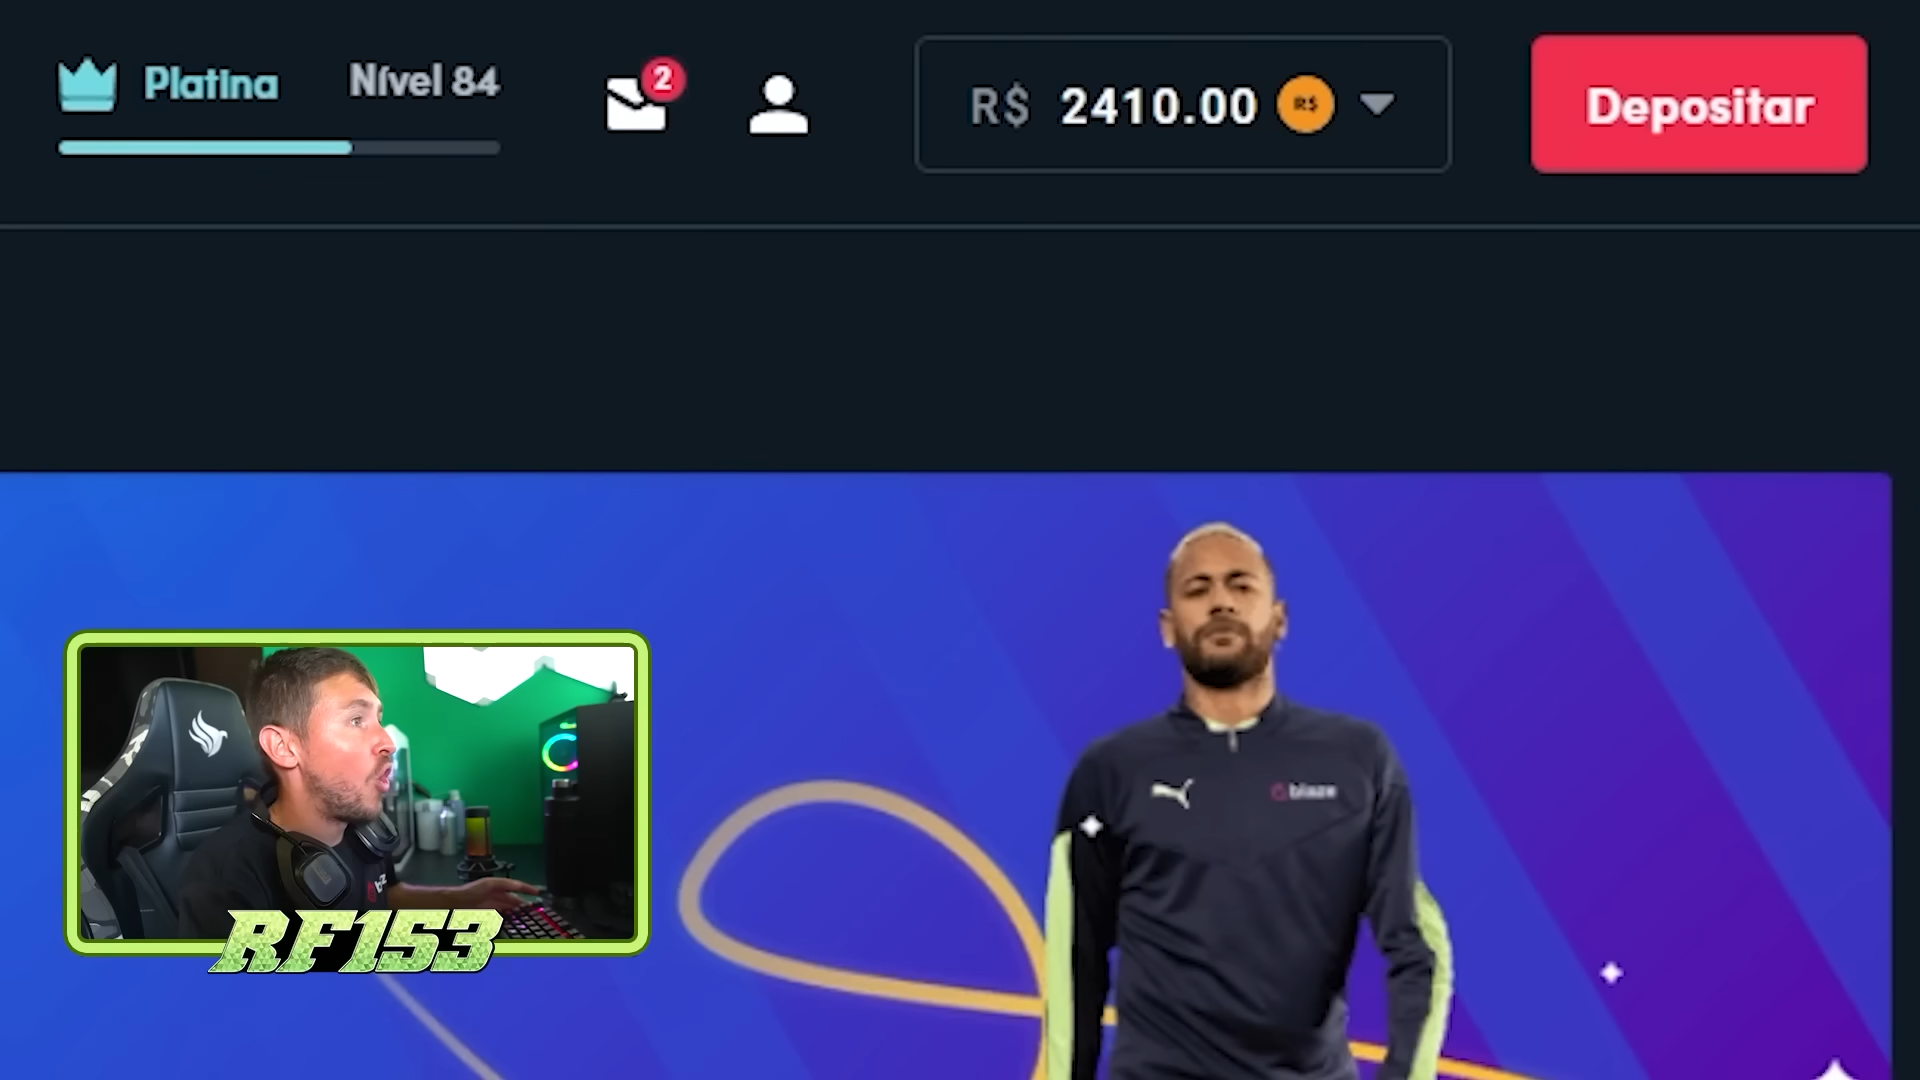 Platina
Nível 84
2
R$ 2410.00 R$
Depositar
blaze
RF153